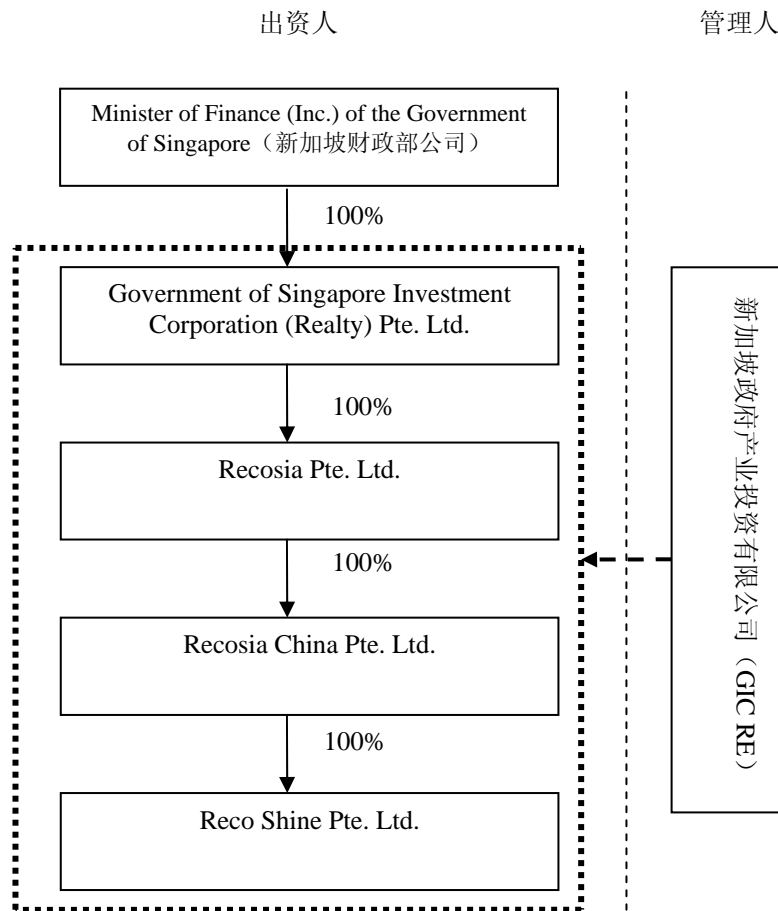 出资人
管理人
Minister of Finance (Inc.) of the Government
of Singapore（新加坡财政部公司）
100%
Government of Singapore Investment
Corporation (Realty) Pte. Ltd.
100%
Recosia Pte. Ltd.
100%
Recosia China Pte. Ltd.
100%
Reco Shine Pte. Ltd.
新加坡政府产业投资有限公司（GIC RE）